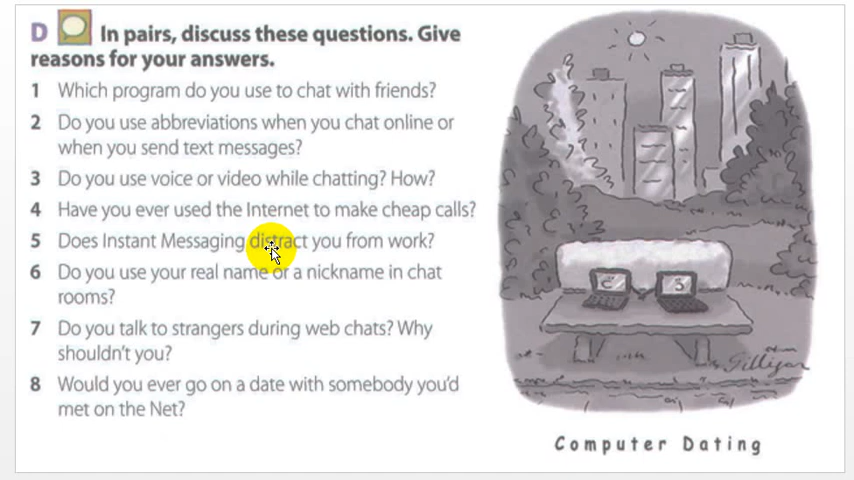 D In pairs, discuss these questions. Give
reasons for your answers.
1 Which program do you use to chat with friends?
2 Do you use abbreviations when you chat online or
when you send text messages?
3 Do you use voice or video while chatting? How?
4 Have you ever used the Internet to make cheap calls?
5 Does Instant Messaging distract you from work?
6 Do you use your real name or a nickname in chat
rooms?
7 Do you talk to strangers during web chats? Why
shouldn't you?
8 Would you ever go on a date with somebody you'd
met on the Net?
Gilligan
Computer Dating